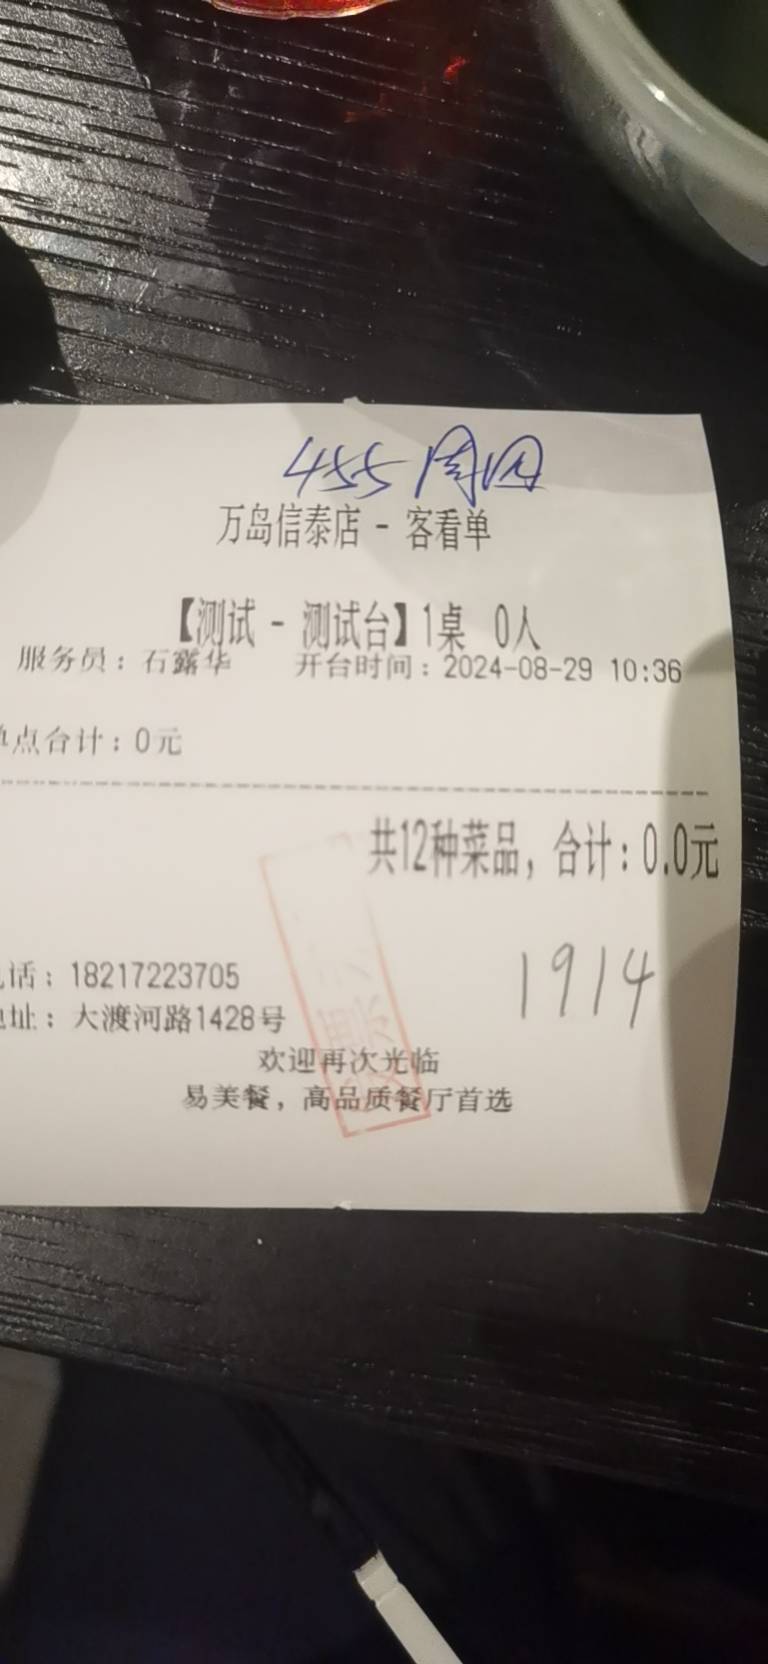 455 周四
万岛信泰店 - 客看单
【测试 - 测试台】1桌 0人
服务员：石露华 开台时间：2024-08-29 10:36
单点合计：0元
共12种菜品，合计：0.0元
1914
话：18217223705
址：大渡河路1428号
欢迎再次光临
易美餐，高品质餐厅首选